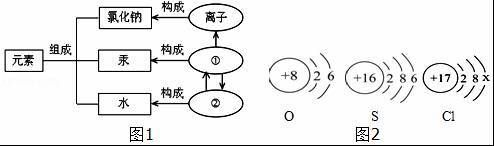 氯化钠 构成 离子
元素 组成 汞 构成 ①
水 构成 ②
图1
+8 2 6
O
+16 2 8 6
S
+17 2 8 x
Cl
图2